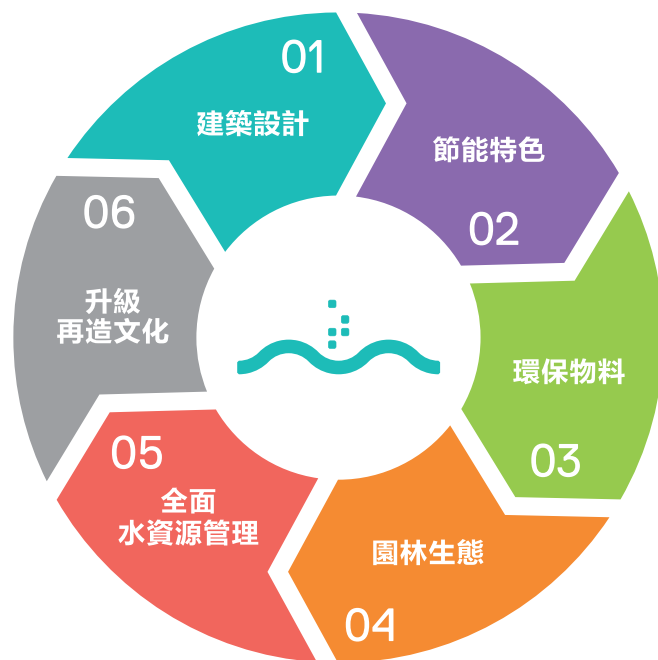 01
建築設計
節能特色
02
環保物料
03
園林生態
04
05
全面
水資源管理
06
升級
再造文化